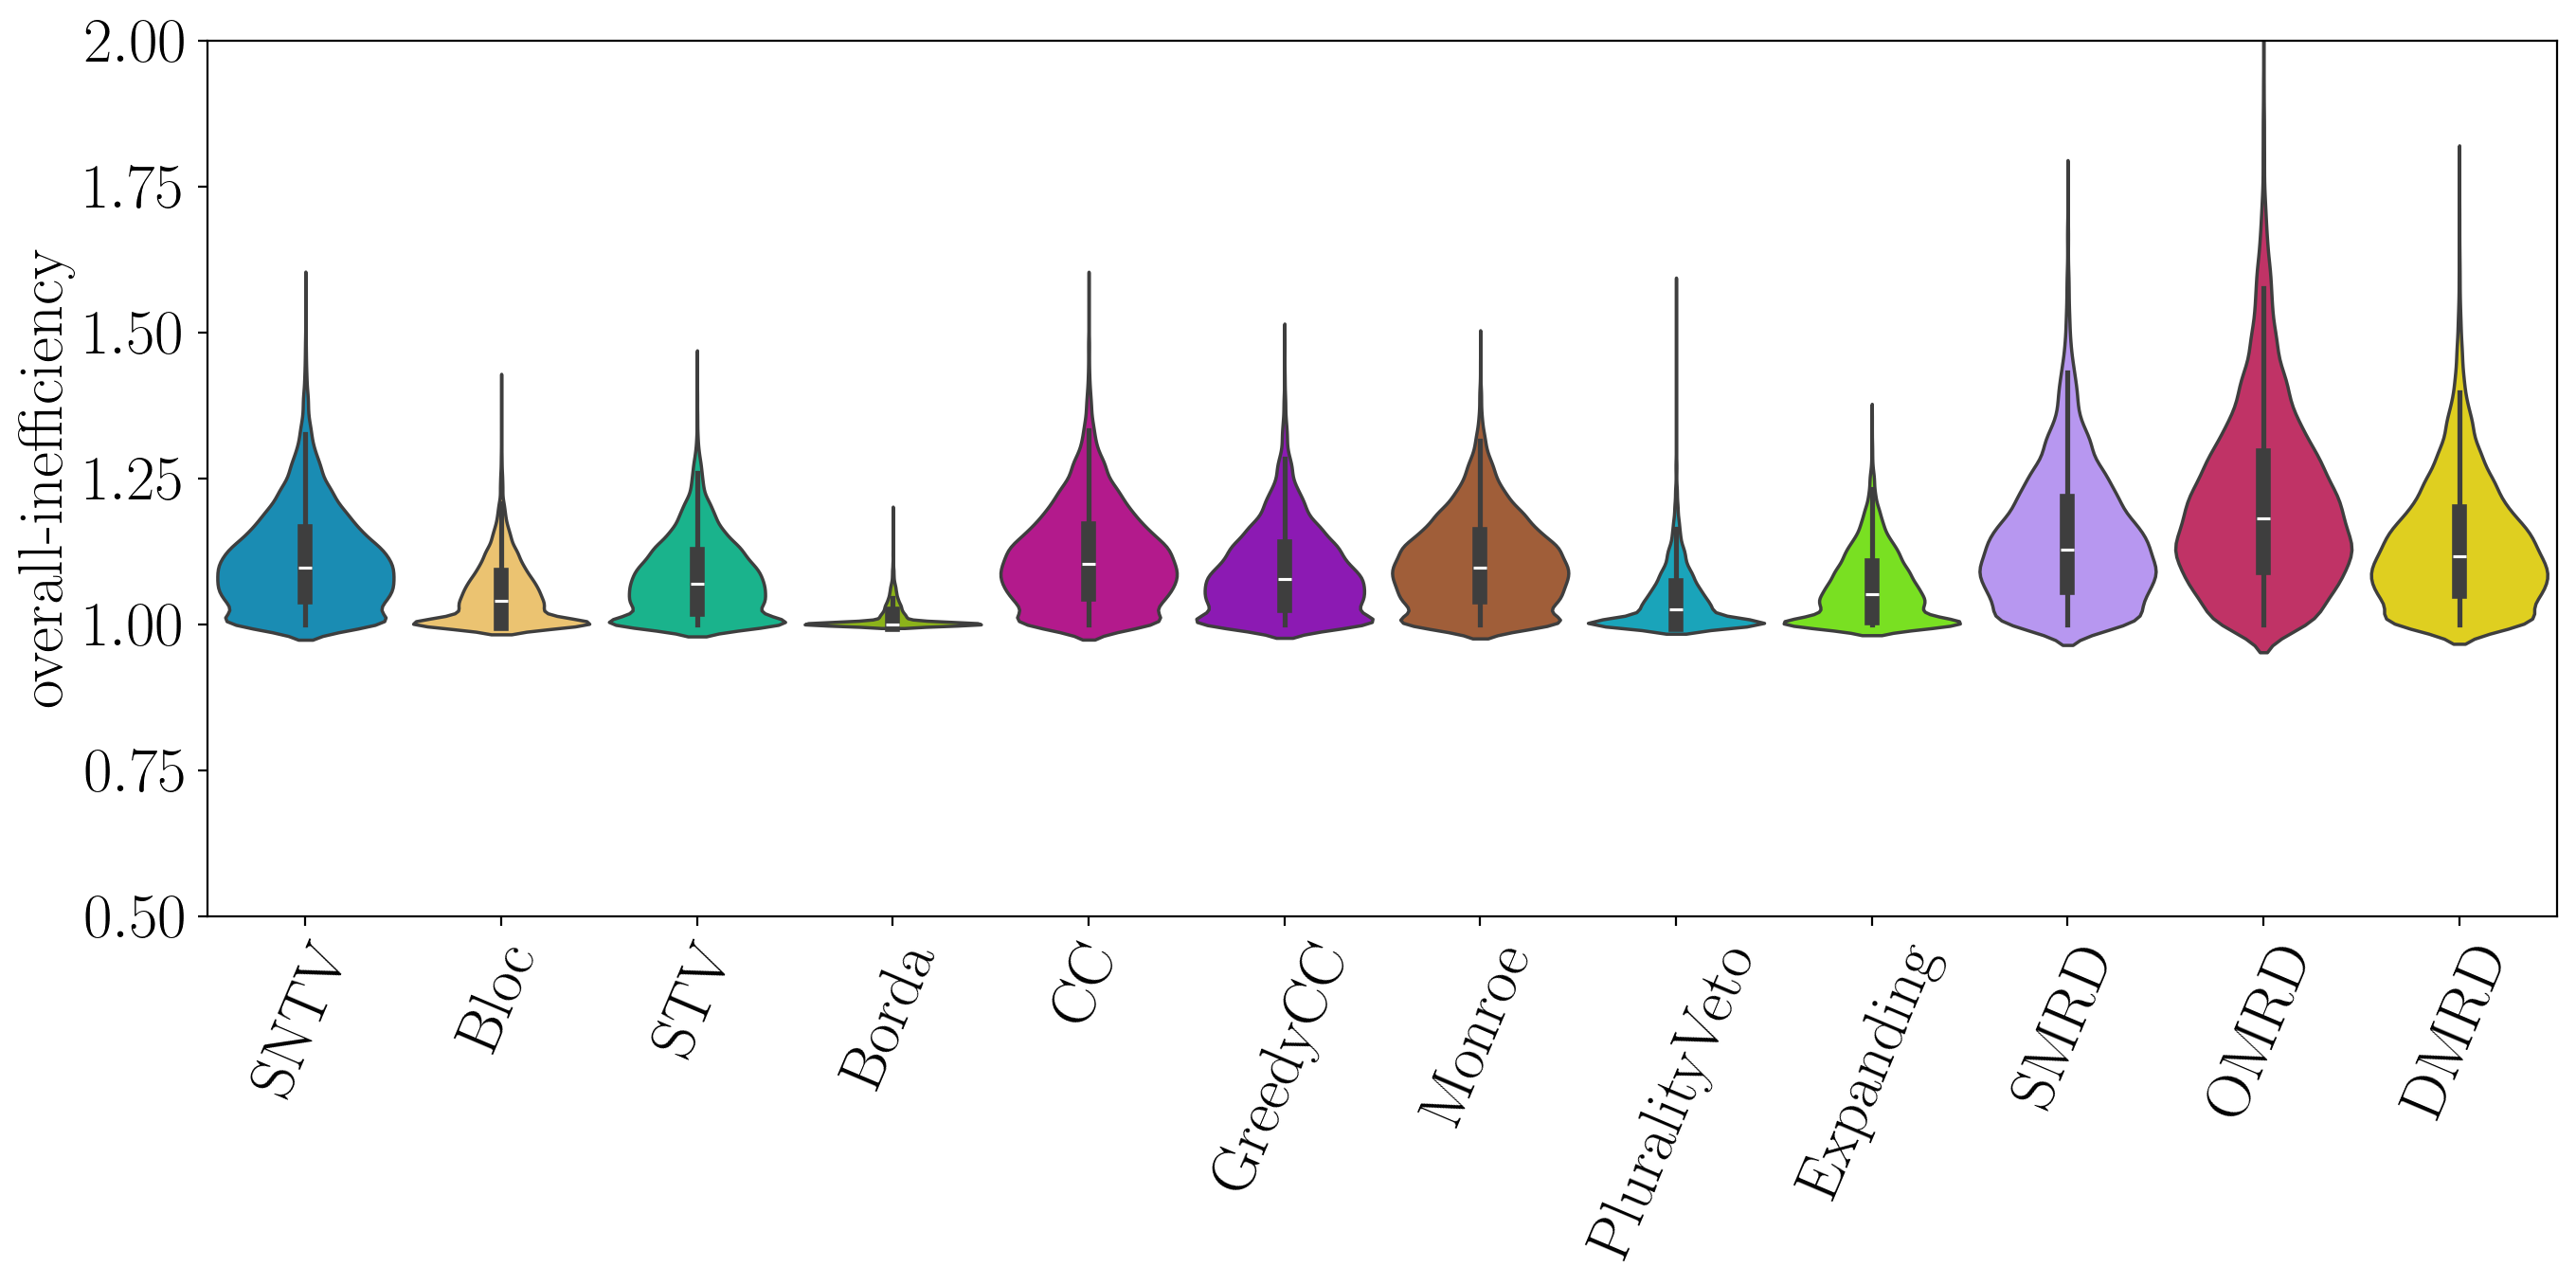 overall-inefficiency
2.00
1.75
1.50
1.25
1.00
0.75
0.50
SNTV
Bloc
STV
Borda
CC
GreedyCC
Monroe
PluralityVeto
Expanding
SMRD
OMRD
DMRD